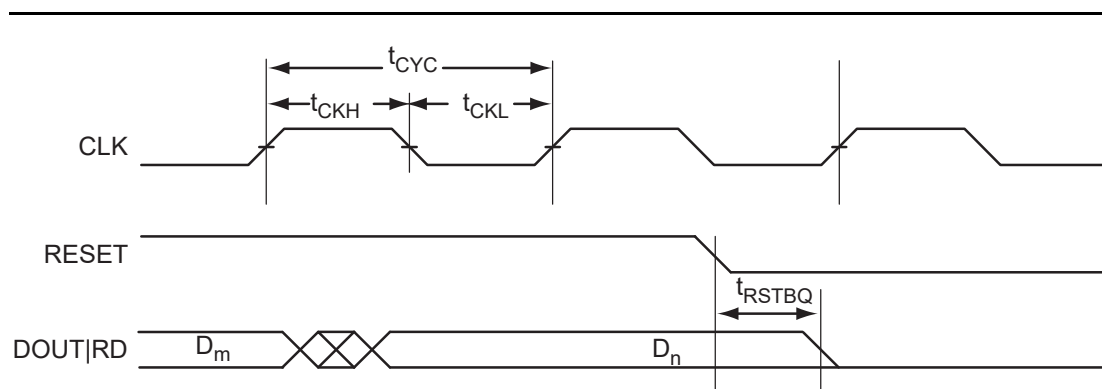 tCYC
tCKH tCKL
CLK
RESET
tRSTBQ
DOUT|RD Dm Dn